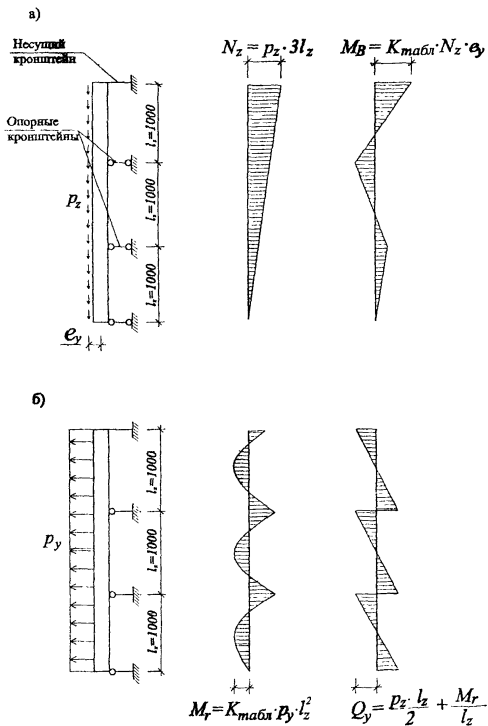 а)
Несущий
кронштейн
N_z = p_z·3l_z
M_B = K_табл·N_z·e_y
Опорные
кронштейны
l_z=1000
l_z=1000
l_z=1000
p_z
e_y
б)
l_z=1000
l_z=1000
l_z=1000
p_y
M_r = K_табл·p_y·l_z^2
Q_y = p_z·l_z/2 + M_r/l_z